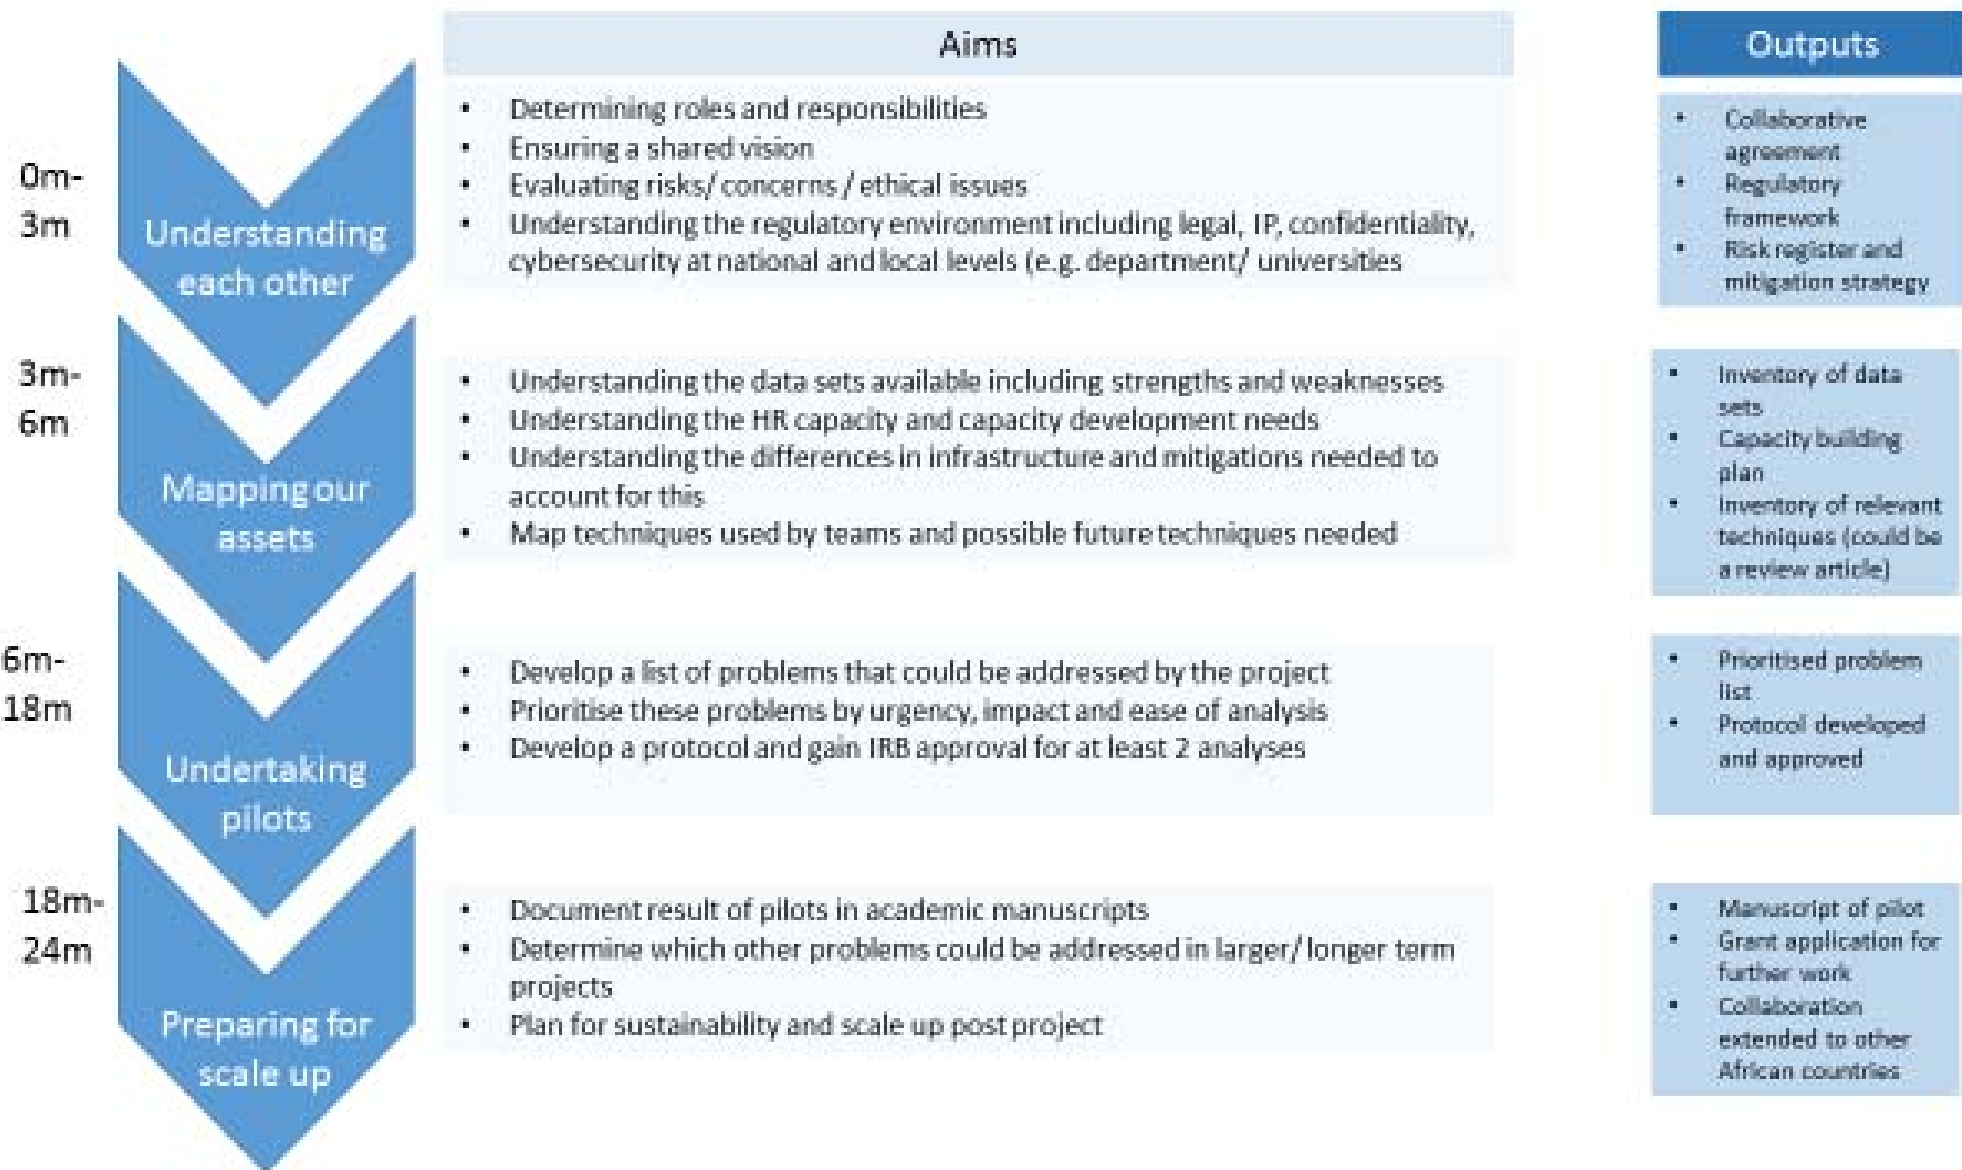 Aims
Outputs
0m-
3m
Understanding
each other
• Determining roles and responsibilities
• Ensuring a shared vision
• Evaluating risks/ concerns / ethical issues
• Understanding the regulatory environment including legal, IP, confidentiality,
cybersecurity at national and local levels (e.g. department/ universities
• Collaborative
agreement
• Regulatory
framework
• Risk register and
mitigation strategy
3m-
6m
Mapping our
assets
• Understanding the data sets available including strengths and weaknesses
• Understanding the HR capacity and capacity development needs
• Understanding the differences in infrastructure and mitigations needed to
account for this
• Map techniques used by teams and possible future techniques needed
• Inventory of data
sets
• Capacity building
plan
• Inventory of relevant
techniques (could be
a review article)
6m-
18m
Undertaking
pilots
• Develop a list of problems that could be addressed by the project
• Prioritise these problems by urgency, impact and ease of analysis
• Develop a protocol and gain IRB approval for at least 2 analyses
• Prioritised problem
list
• Protocol developed
and approved
18m-
24m
Preparing for
scale up
• Document result of pilots in academic manuscripts
• Determine which other problems could be addressed in larger/ longer term
projects
• Plan for sustainability and scale up post project
• Manuscript of pilot
• Grant application for
further work
• Collaboration
extended to other
African countries